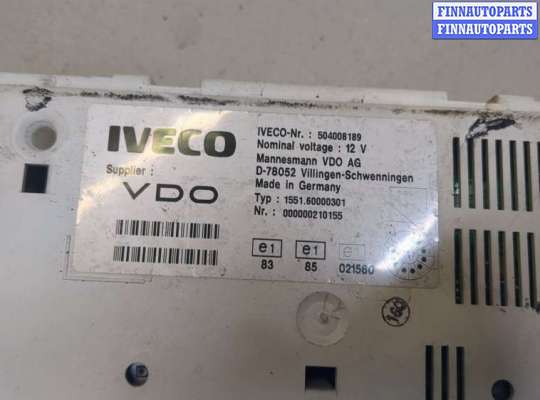 FINNAUTOPARTS
FINNAUTOPARTS
IVECO
Supplier :
VDO
IVECO-Nr. : 504008189
Nominal voltage : 12 V
Mannesmann VDO AG
D-78052 Villingen-Schwenningen
Made in Germany
Typ : 1551.60000301
Nr. : 000000210155
e1 e1 e1
83 85 021560